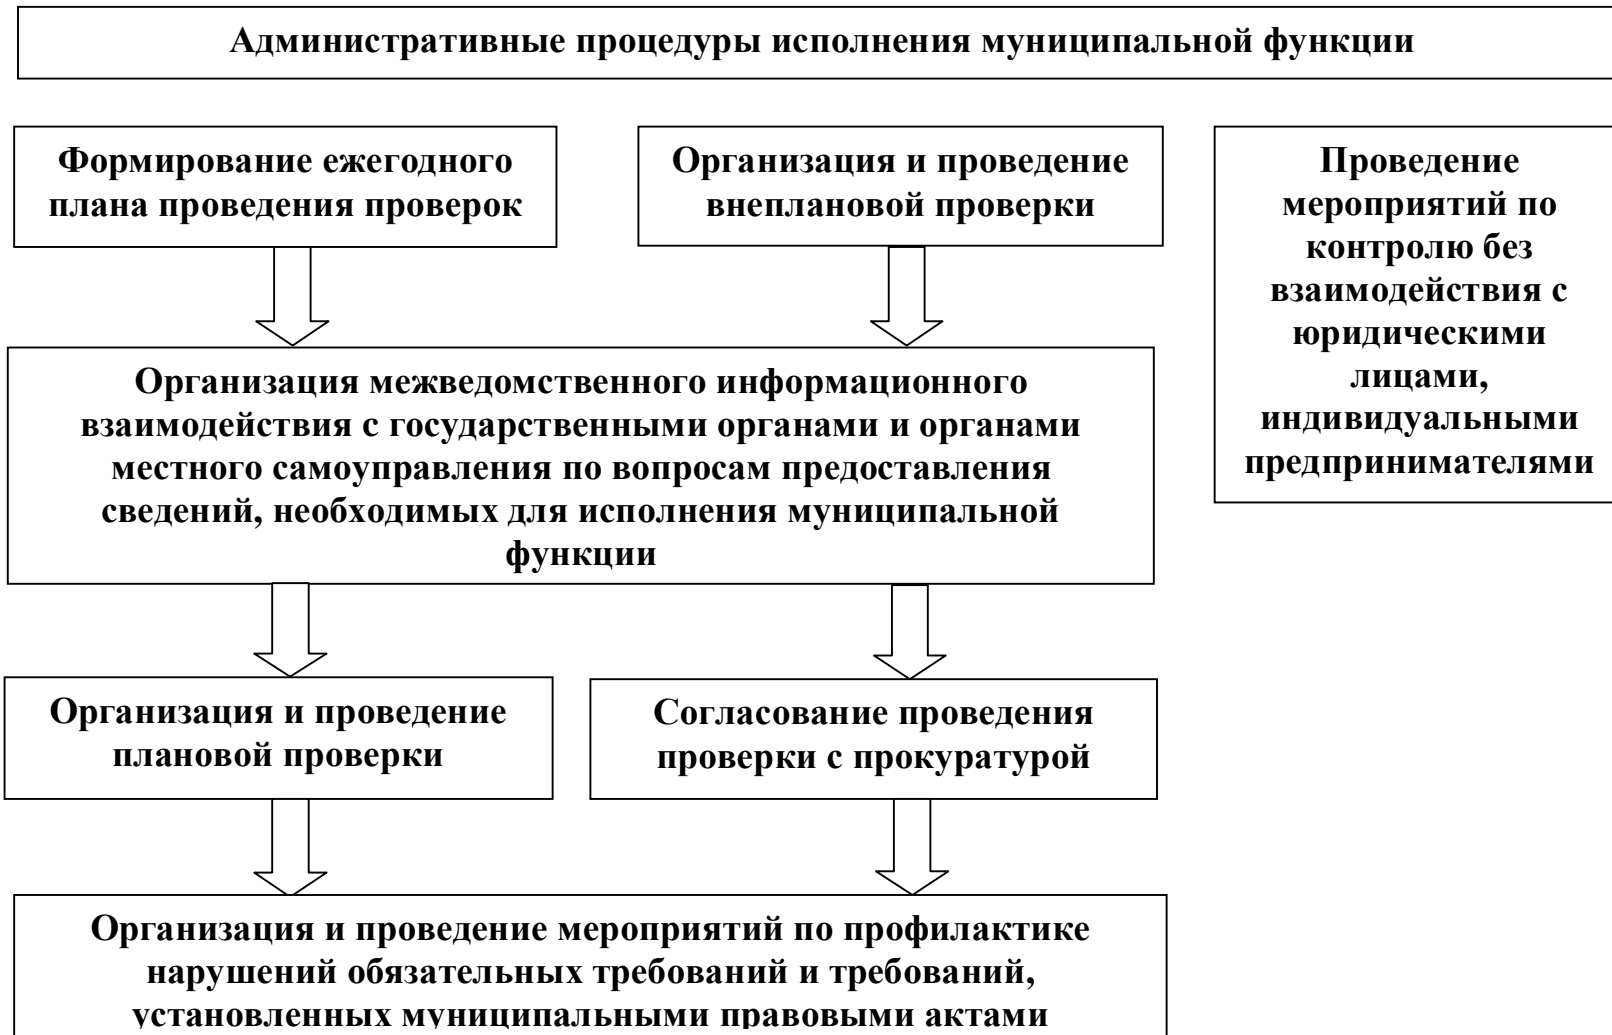 Административные процедуры исполнения муниципальной функции
Формирование ежегодного
плана проведения проверок
Организация и проведение
внеплановой проверки
Проведение
мероприятий по
контролю без
взаимодействия с
юридическими
лицами,
индивидуальными
предпринимателями
Организация межведомственного информационного
взаимодействия с государственными органами и органами
местного самоуправления по вопросам предоставления
сведений, необходимых для исполнения муниципальной
функции
Организация и проведение
плановой проверки
Согласование проведения
проверки с прокуратурой
Организация и проведение мероприятий по профилактике
нарушений обязательных требований и требований,
установленных муниципальными правовыми актами